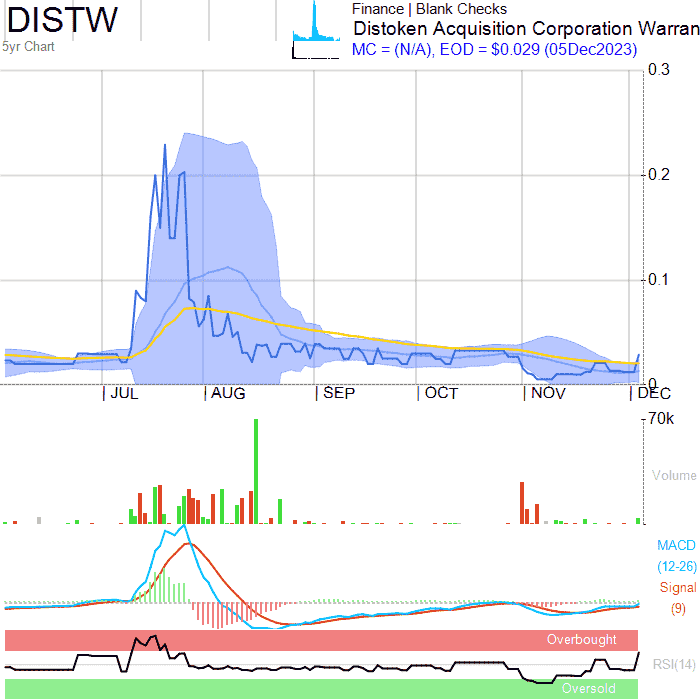 DISTW
5yr Chart
Finance | Blank Checks
Distoken Acquisition Corporation Warran
MC = (N/A), EOD = $0.029 (05Dec2023)
0.3
0.2
0.1
0
JUL AUG SEP OCT NOV DEC
70k
Volume
MACD
(12-26)
Signal
(9)
Overbought
RSI(14)
Oversold